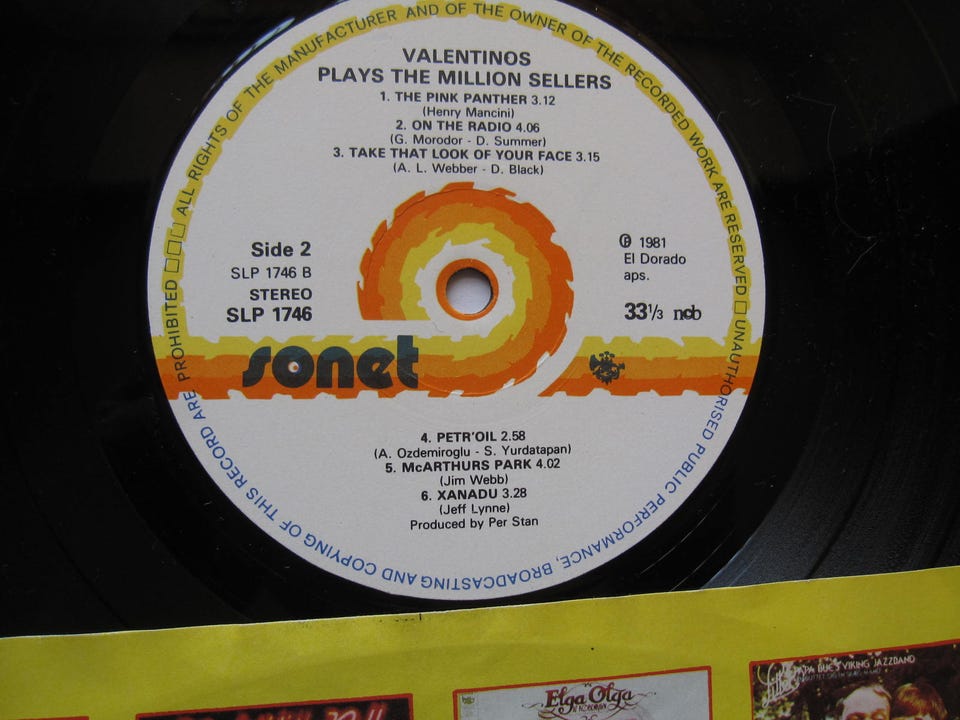 VALENTINOS
PLAYS THE MILLION SELLERS
1. THE PINK PANTHER 3.12
(Henry Mancini)
2. ON THE RADIO 4.06
(G. Morodor - D. Summer)
3. TAKE THAT LOOK OF YOUR FACE 3.15
(A. L. Webber - D. Black)
Side 2
SLP 1746 B
STEREO
SLP 1746
℗ 1981
El Dorado
aps.
33 1/3 ncb
sonet
4. PETR'OIL 2.58
(A. Ozdemiroglu - S. Yurdatapan)
5. McARTHURS PARK 4.02
(Jim Webb)
6. XANADU 3.28
(Jeff Lynne)
Produced by Per Stan
ALL RIGHTS OF THE MANUFACTURER AND OF THE OWNER OF THE RECORDED WORK ARE RESERVED □ UNAUTHORISED PUBLIC PERFORMANCE, BROADCASTING AND COPYING OF THIS RECORD ARE PROHIBITED □□□
Elga Olga
PAPA BUE'S VIKING JAZZBAND